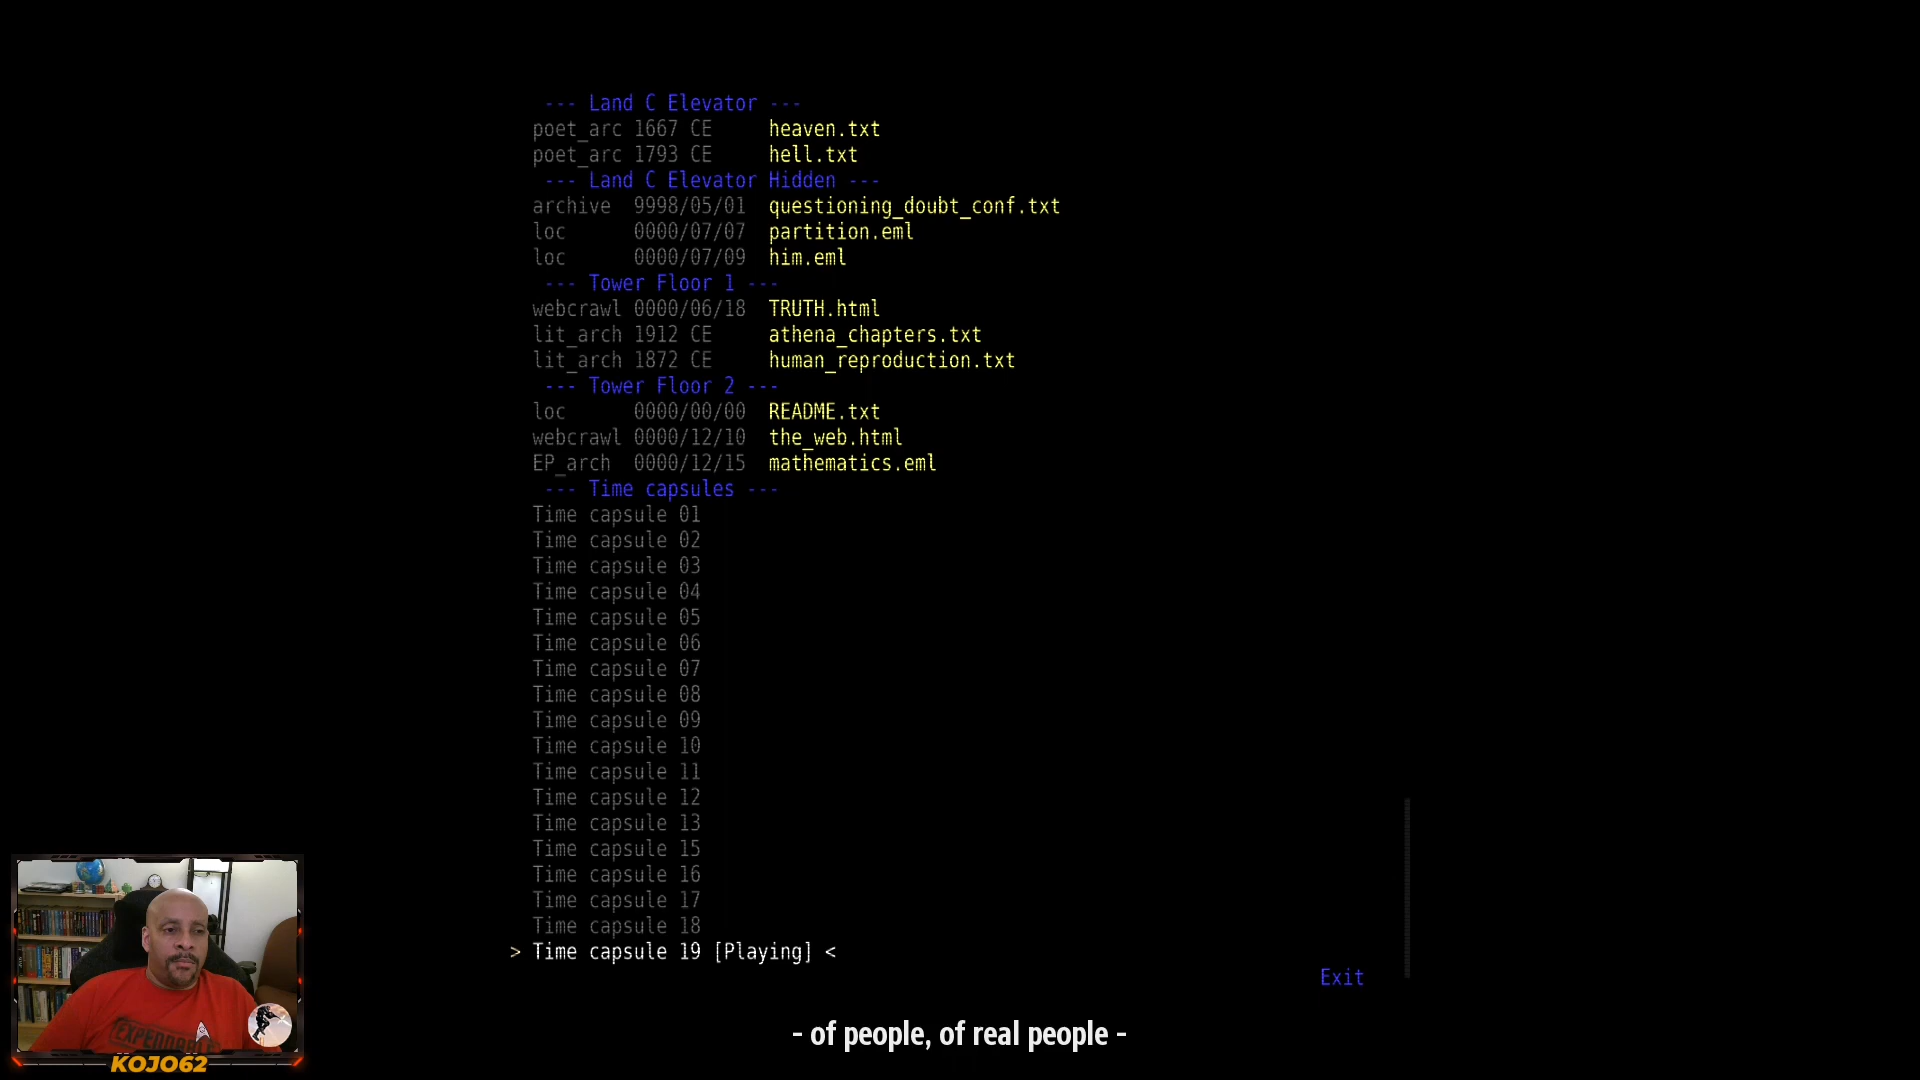 --- Land C Elevator ---
poet_arc 1667 CE heaven.txt
poet_arc 1793 CE hell.txt
--- Land C Elevator Hidden ---
archive 9998/05/01 questioning_doubt_conf.txt
loc 0000/07/07 partition.eml
loc 0000/07/09 him.eml
--- Tower Floor 1 ---
webcrawl 0000/06/18 TRUTH.html
lit_arch 1912 CE athena_chapters.txt
lit_arch 1872 CE human_reproduction.txt
--- Tower Floor 2 ---
loc 0000/00/00 README.txt
webcrawl 0000/12/10 the_web.html
EP_arch 0000/12/15 mathematics.eml
--- Time capsules ---
Time capsule 01
Time capsule 02
Time capsule 03
Time capsule 04
Time capsule 05
Time capsule 06
Time capsule 07
Time capsule 08
Time capsule 09
Time capsule 10
Time capsule 11
Time capsule 12
Time capsule 13
Time capsule 15
Time capsule 16
Time capsule 17
Time capsule 18
> Time capsule 19 [Playing] <
Exit
- of people, of real people -
EXPENDABLE
KOJO62